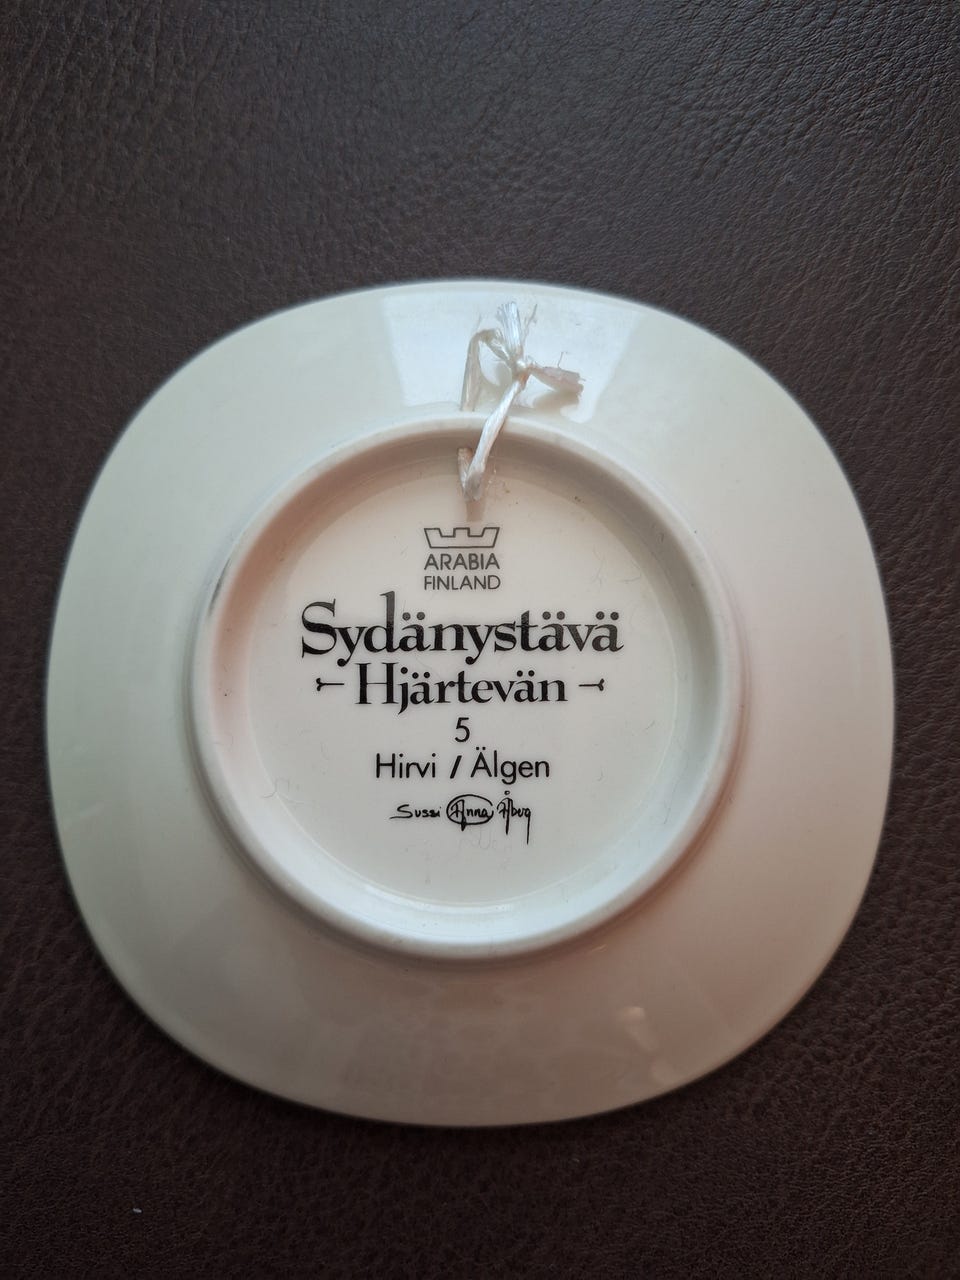 ARABIA
FINLAND
Sydänystävä
Hjärtevän
5
Hirvi / Älgen
Sussi Anna Åbug